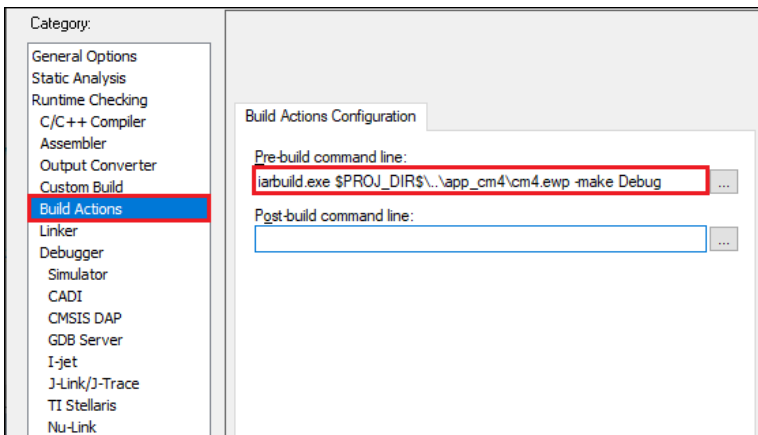 Category:
General Options
Static Analysis
Runtime Checking
C/C++ Compiler
Assembler
Output Converter
Custom Build
Build Actions
Linker
Debugger
Simulator
CADI
CMSIS DAP
GDB Server
I-jet
J-Link/J-Trace
TI Stellaris
Nu-Link
Build Actions Configuration
Pre-build command line:
iarbuild.exe $PROJ_DIR$\..\app_cm4\cm4.ewp -make Debug
...
Post-build command line:
...